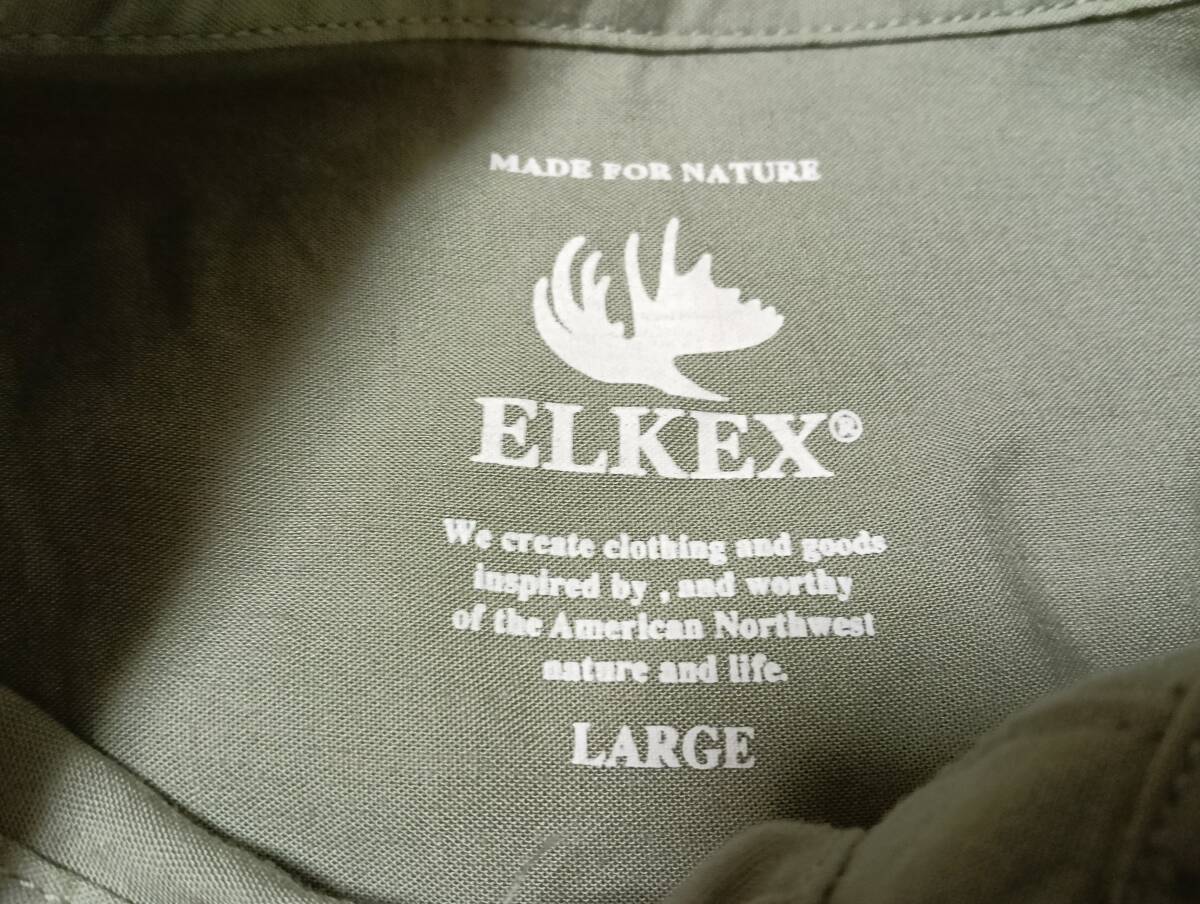 MADE FOR NATURE
ELKEX®
We create clothing and goods
inspired by , and worthy
of the American Northwest
nature and life.
LARGE